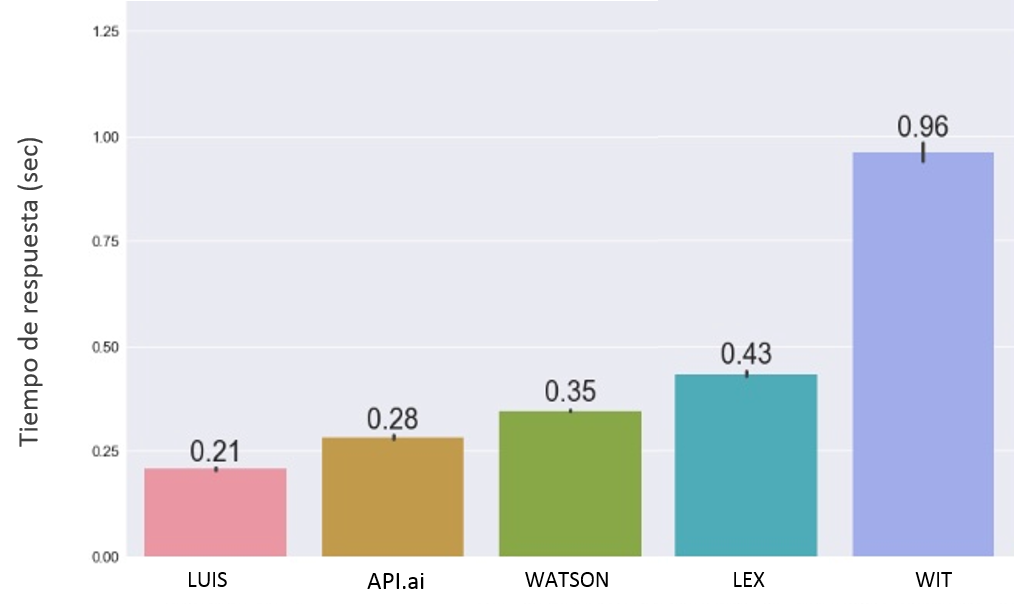 Tiempo de respuesta (sec)
1.25
1.00
0.75
0.50
0.25
0.00
0.21
0.28
0.35
0.43
0.96
LUIS
API.ai
WATSON
LEX
WIT